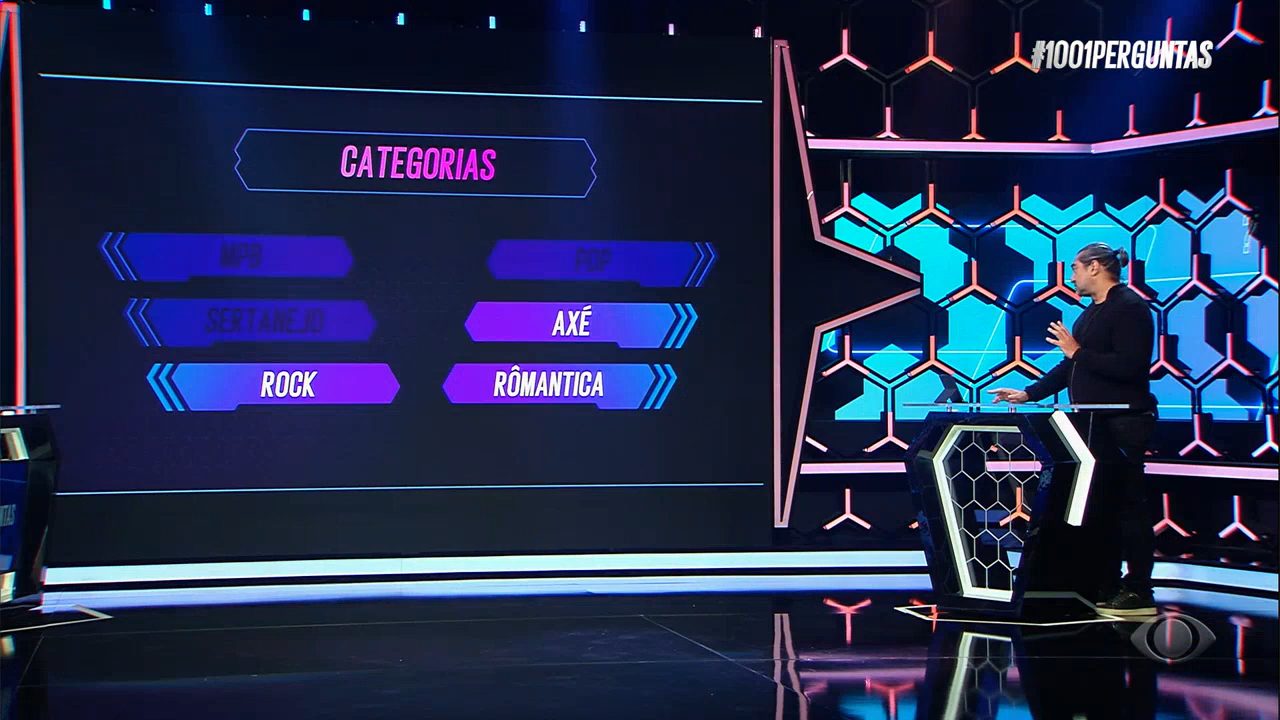 #1001PERGUNTAS
CATEGORIAS
MPB
POP
SERTANEJO
AXÉ
ROCK
RÔMANTICA